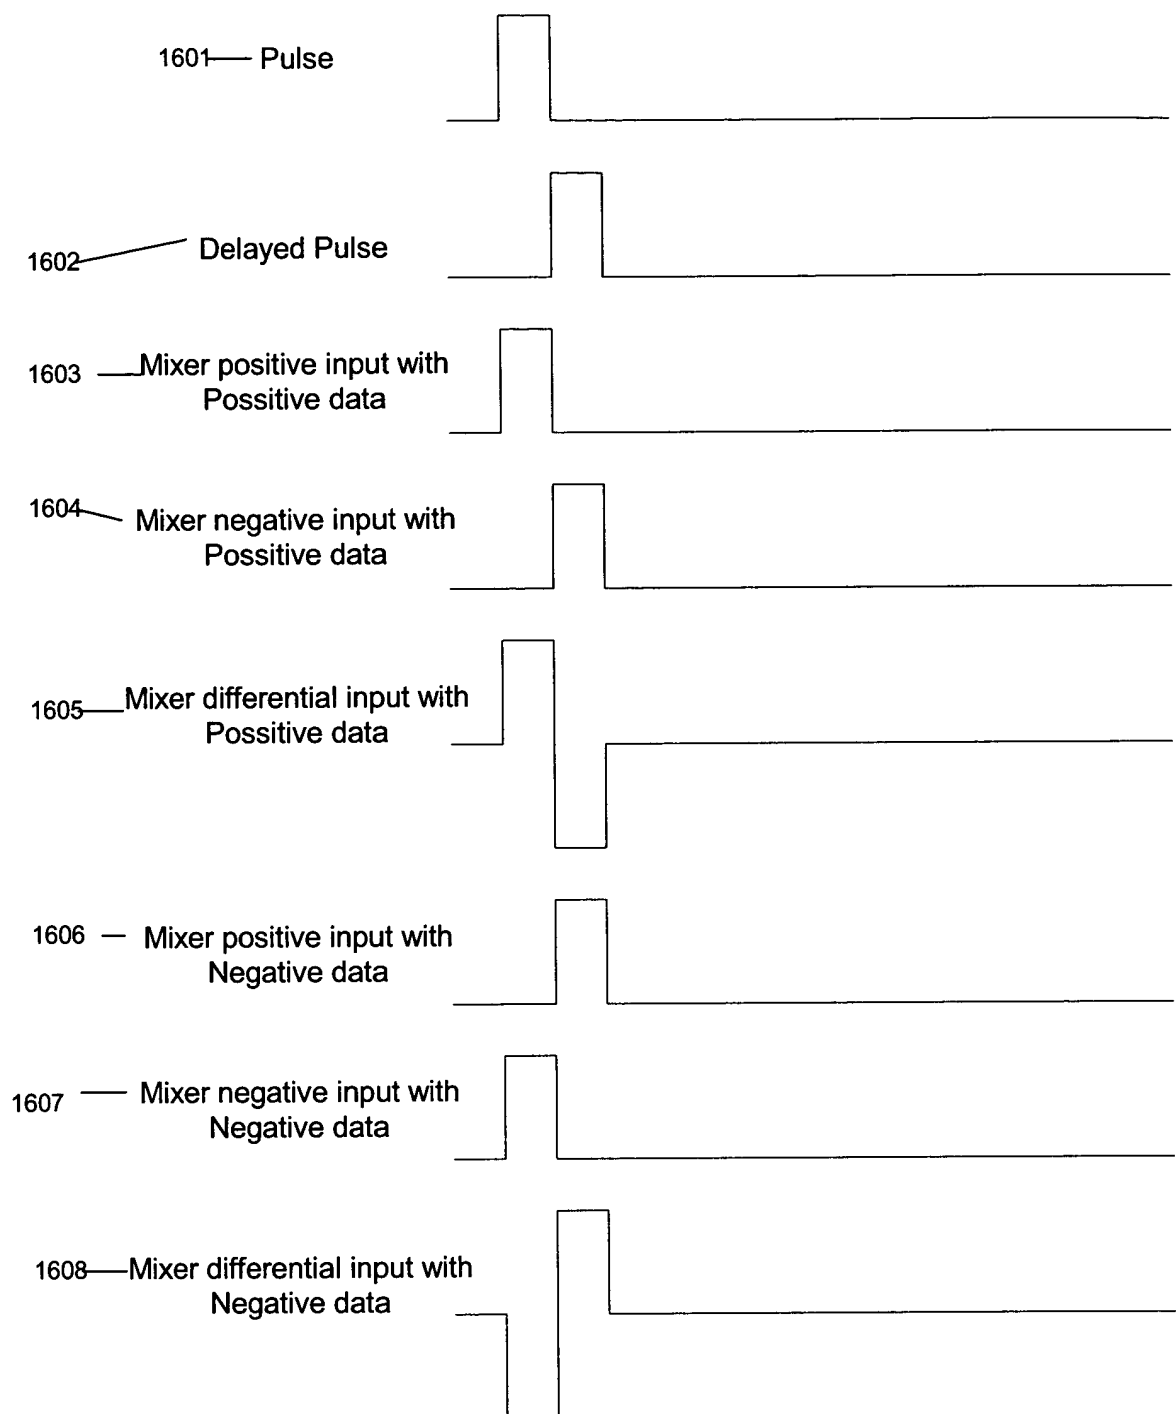 1601 Pulse
1602 Delayed Pulse
1603 Mixer positive input with
Possitive data
1604 Mixer negative input with
Possitive data
1605 Mixer differential input with
Possitive data
1606 Mixer positive input with
Negative data
1607 Mixer negative input with
Negative data
1608 Mixer differential input with
Negative data